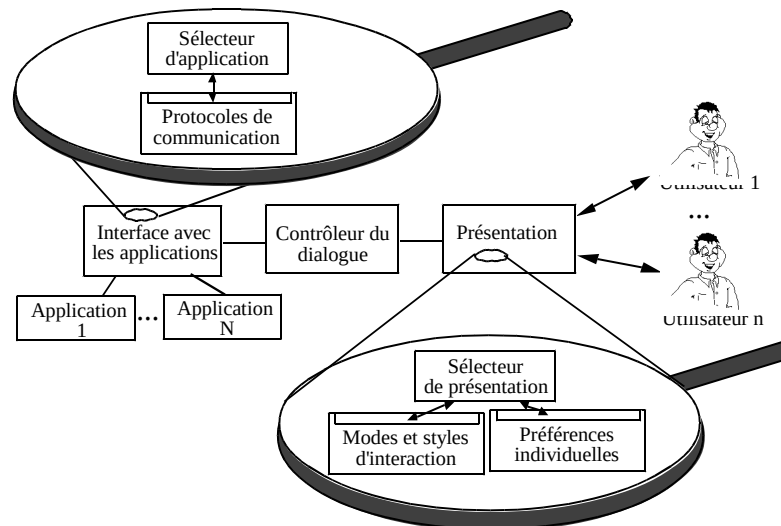 Sélecteur
d'application
Protocoles de
communication
Utilisateur 1
...
Interface avec
les applications
Contrôleur du
dialogue
Présentation
Application
1
...
Application
N
Utilisateur n
Sélecteur
de présentation
Modes et styles
d'interaction
Préférences
individuelles